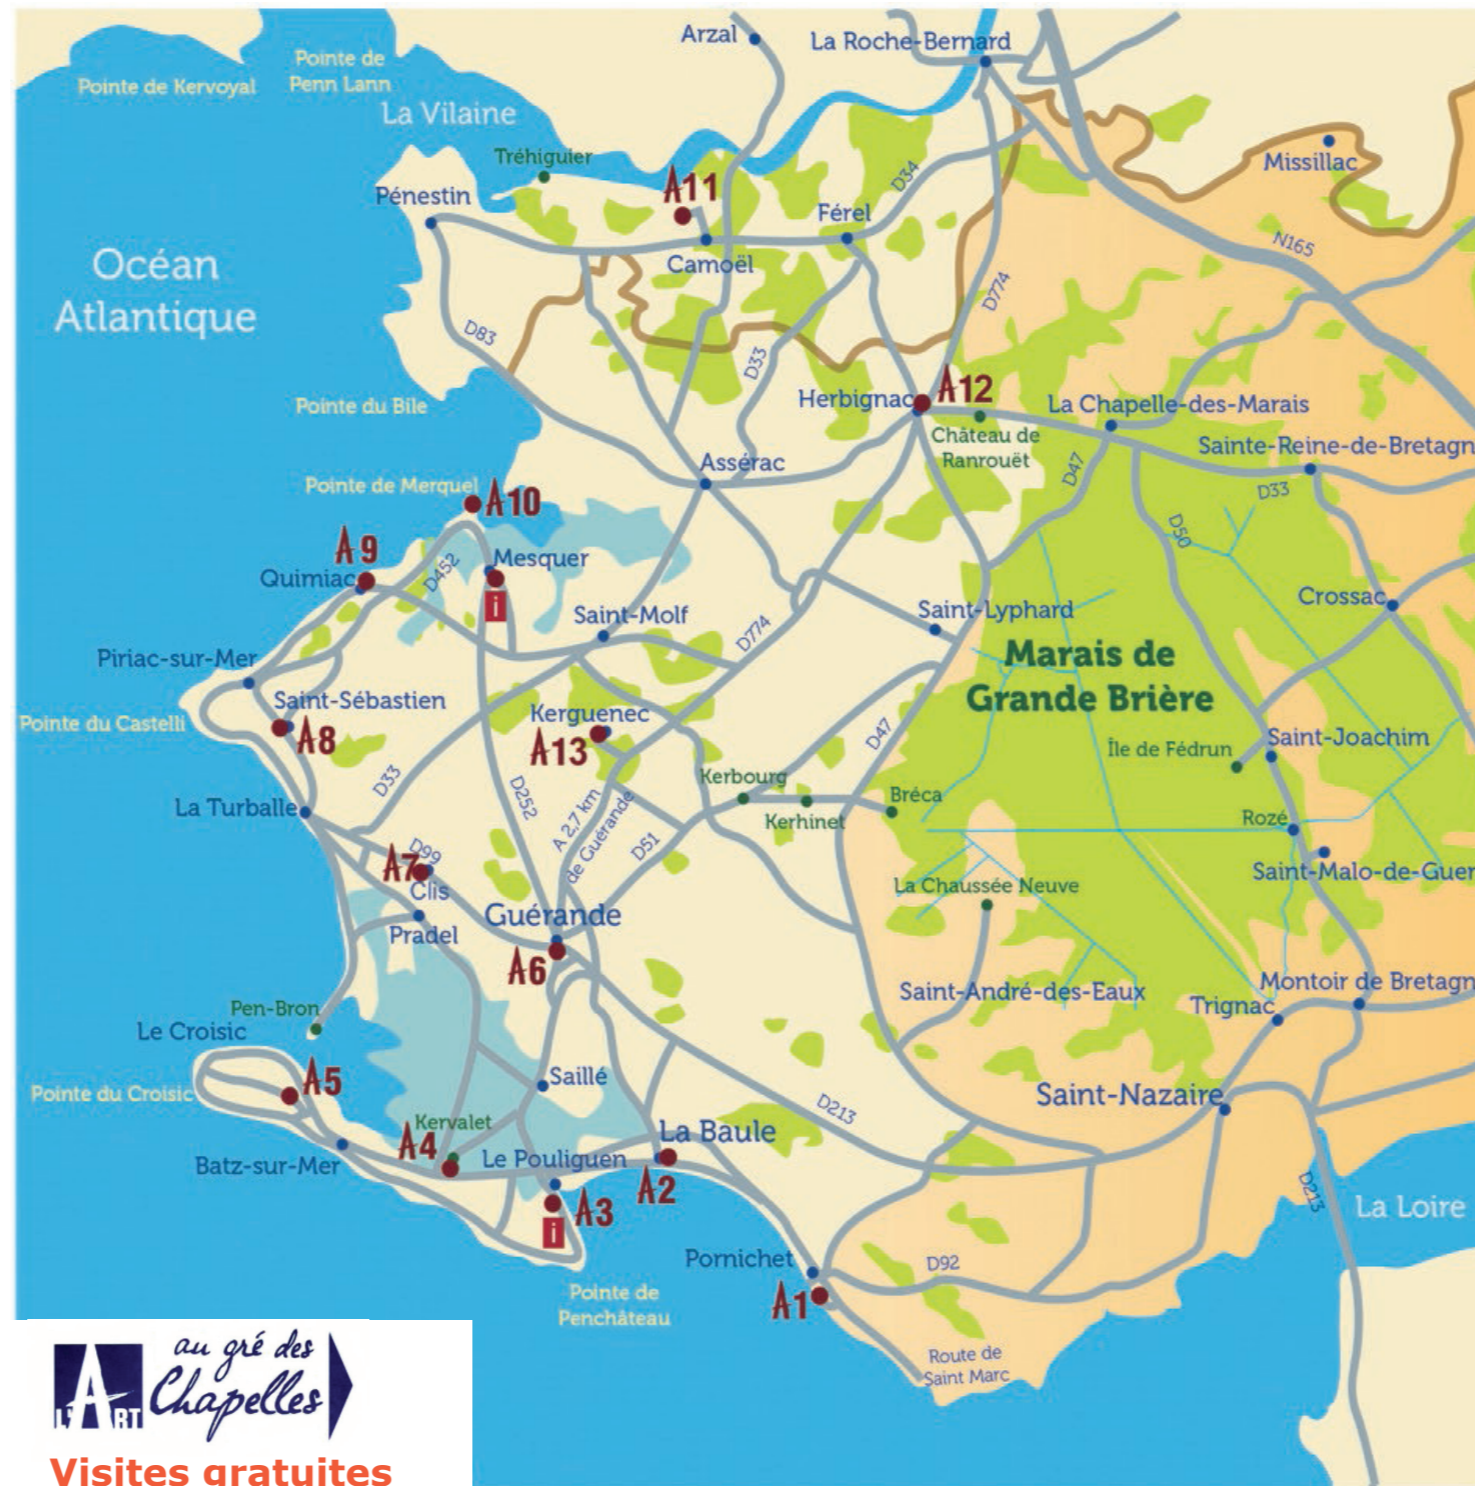 Arzal
La Roche-Bernard
Pointe de
Penn Lann
Pointe de Kervoyal
La Vilaine
Tréhiguier
Missillac
A11
Pénestin
Férel
D34
N165
Camoël
Océan
Atlantique
D774
D83
D33
Pointe du Bile
Herbignac
A12
La Chapelle-des-Marais
Château de
Ranrouët
Sainte-Reine-de-Bretagn
Assérac
D47
D33
Pointe de Merquel
A10
D50
A9
Quimiac
D452
Mesquer
i
Saint-Molf
Saint-Lyphard
Crossac
D774
Marais de
Grande Brière
Piriac-sur-Mer
Saint-Sébastien
Pointe du Castelli
A8
Kerguenec
A13
D47
Île de Fédrun
Saint-Joachim
D33
D252
A 2,7 km
de Guérande
Kerbourg
Kerhinet
Bréca
La Turballe
Rozé
D51
D99
A7
Clis
Saint-Malo-de-Guer
La Chaussée Neuve
Guérande
Pradel
A6
Saint-André-des-Eaux
Montoir de Bretagn
Trignac
Pen-Bron
Le Croisic
A5
Pointe du Croisic
Saillé
Saint-Nazaire
D213
Kervalet
A4
La Baule
Batz-sur-Mer
Le Pouliguen
A2
A3
i
D213
La Loire
Pornichet
D92
A1
Pointe de
Penchâteau
Route de
Saint Marc
L'ART
au gré des
Chapelles
Visites gratuites